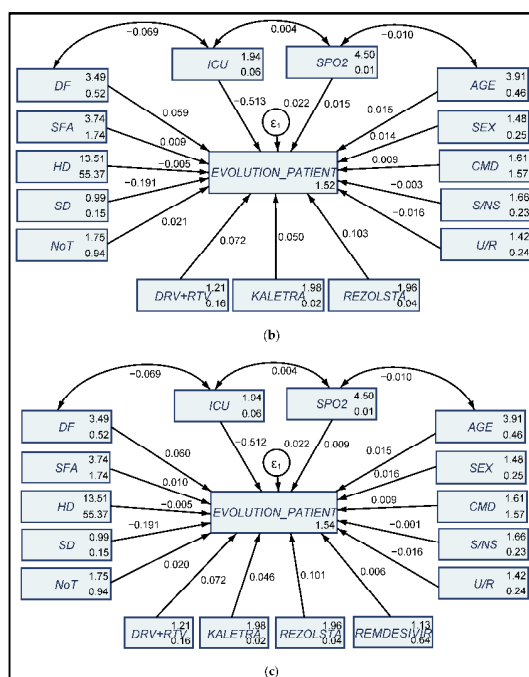 −0.069
0.004
−0.010
DF 3.49 0.52
ICU 1.94 0.06
SPO2 4.50 0.01
AGE 3.91 0.46
SFA 3.74 1.74
SEX 1.48 0.25
HD 13.51 55.37
CMD 1.61 1.57
SD 0.99 0.15
S/NS 1.66 0.23
NoT 1.75 0.94
U/R 1.42 0.24
0.059
−0.513
0.022
0.015
0.015
ε1
0.009
0.014
−0.005
EVOLUTION_PATIENT 1.52
0.009
−0.191
−0.003
0.021
−0.016
0.072
0.050
0.103
DRV+RTV 1.21 0.16
KALETRA 1.98 0.02
REZOLSTA 1.96 0.04
(b)
−0.069
0.004
−0.010
DF 3.49 0.52
ICU 1.94 0.06
SPO2 4.50 0.01
AGE 3.91 0.46
SFA 3.74 1.74
SEX 1.48 0.25
HD 13.51 55.37
CMD 1.61 1.57
SD 0.99 0.15
S/NS 1.66 0.23
NoT 1.75 0.94
U/R 1.42 0.24
0.060
−0.512
0.022
0.009
0.015
ε1
0.010
0.016
−0.005
EVOLUTION_PATIENT 1.54
0.009
−0.191
−0.001
0.020
−0.016
0.072
0.046
0.101
0.006
DRV+RTV 1.21 0.16
KALETRA 1.98 0.02
REZOLSTA 1.96 0.04
REMDESIVIR 1.13 0.64
(c)